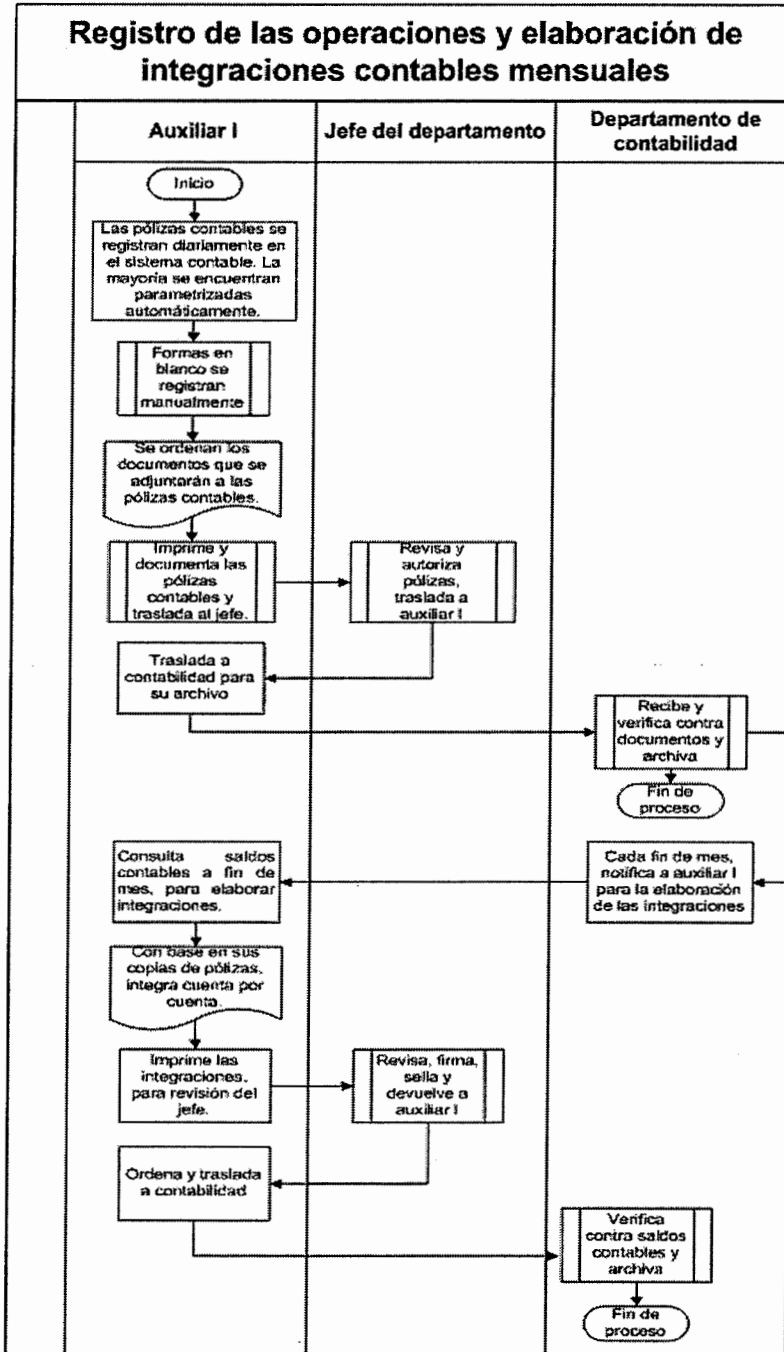 Registro de las operaciones y elaboración de
integraciones contables mensuales
Auxiliar I
Jefe del departamento
Departamento de
contabilidad
Inicio
Las pólizas contables se
registran diariamente en
el sistema contable. La
mayoría se encuentran
parametrizadas
automáticamente.
Formas en
blanco se
registran
manualmente
Se ordenan los
documentos que se
adjuntarán a las
pólizas contables.
Imprime y
documenta las
pólizas
contables y
traslada al jefe.
Revisa y
autoriza
pólizas,
traslada a
auxiliar I
Traslada a
contabilidad para
su archivo
Recibe y
verifica contra
documentos y
archiva
Fin de
proceso
Cada fin de mes,
notifica a auxiliar I
para la elaboración
de las integraciones
Consulta saldos
contables a fin de
mes, para elaborar
integraciones.
Con base en sus
copias de pólizas,
integra cuenta por
cuenta.
Imprime las
integraciones,
para revisión del
jefe.
Revisa, firma,
sella y
devuelve a
auxiliar I
Ordena y traslada
a contabilidad
Verifica
contra saldos
contables y
archiva
Fin de
proceso